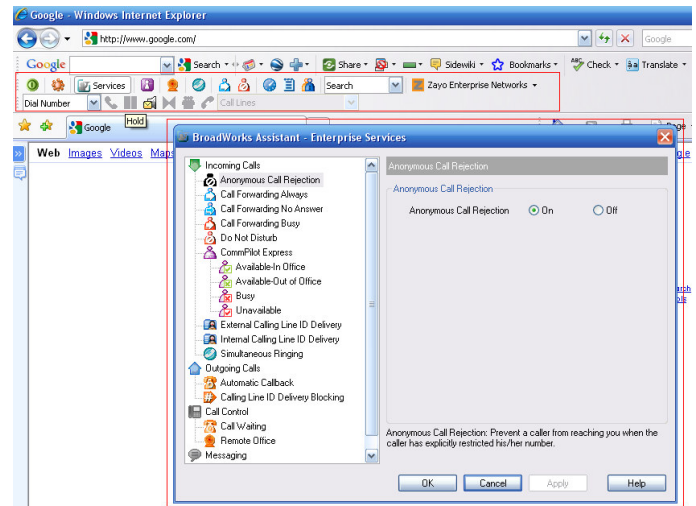 Google - Windows Internet Explorer
http://www.google.com/
Google
Google Search Share Sidewiki Bookmarks Check Translate
Services Search Zayo Enterprise Networks
Dial Number Call Lines
Hold
Google
Page
Web Images Videos Maps
BroadWorks Assistant - Enterprise Services
Incoming Calls
Anonymous Call Rejection
Call Forwarding Always
Call Forwarding No Answer
Call Forwarding Busy
Do Not Disturb
CommPilot Express
Available-In Office
Available-Out of Office
Busy
Unavailable
External Calling Line ID Delivery
Internal Calling Line ID Delivery
Simultaneous Ringing
Outgoing Calls
Automatic Callback
Calling Line ID Delivery Blocking
Call Control
Call Waiting
Remote Office
Messaging
Anonymous Call Rejection
Anonymous Call Rejection
Anonymous Call Rejection On Off
Anonymous Call Rejection: Prevent a caller from reaching you when the
caller has explicitly restricted his/her number.
OK Cancel Apply Help